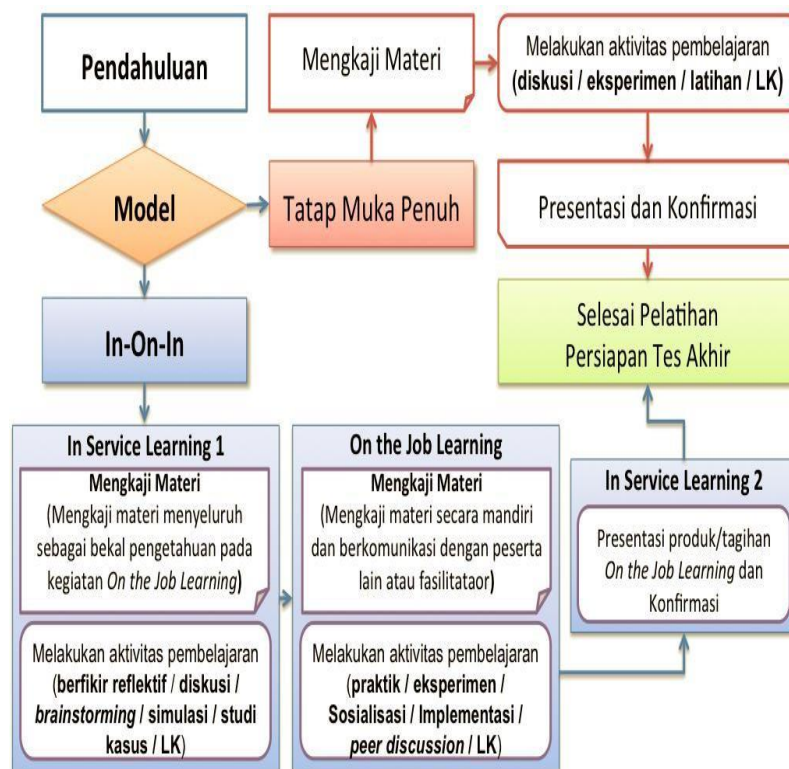 Pendahuluan
Model
Tatap Muka Penuh
Mengkaji Materi
Melakukan aktivitas pembelajaran
(diskusi / eksperimen / latihan / LK)
Presentasi dan Konfirmasi
Selesai Pelatihan
Persiapan Tes Akhir
In-On-In
In Service Learning 1
Mengkaji Materi
(Mengkaji materi menyeluruh
sebagai bekal pengetahuan pada
kegiatan On the Job Learning)
Melakukan aktivitas pembelajaran
(berfikir reflektif / diskusi /
brainstorming / simulasi / studi
kasus / LK)
On the Job Learning
Mengkaji Materi
(Mengkaji materi secara mandiri
dan berkomunikasi dengan peserta
lain atau fasilitataor)
Melakukan aktivitas pembelajaran
(praktik / eksperimen /
Sosialisasi / Implementasi /
peer discussion / LK)
In Service Learning 2
Presentasi produk/tagihan
On the Job Learning dan
Konfirmasi